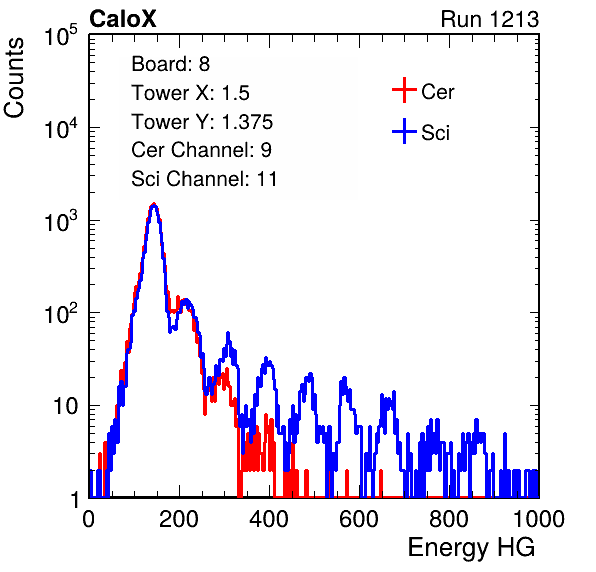 CaloX Run 1213
Counts
Board: 8
Tower X: 1.5
Tower Y: 1.375
Cer Channel: 9
Sci Channel: 11
Cer
Sci
10^5
10^4
10^3
10^2
10
1
0 200 400 600 800 1000
Energy HG